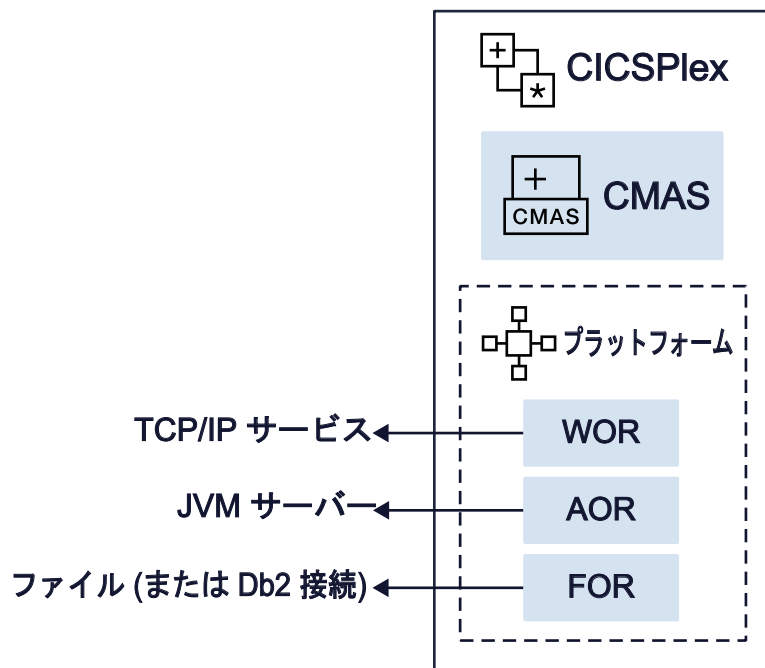 CICSPlex
CMAS
CMAS
プラットフォーム
TCP/IP サービス
WOR
JVM サーバー
AOR
ファイル (または Db2 接続)
FOR